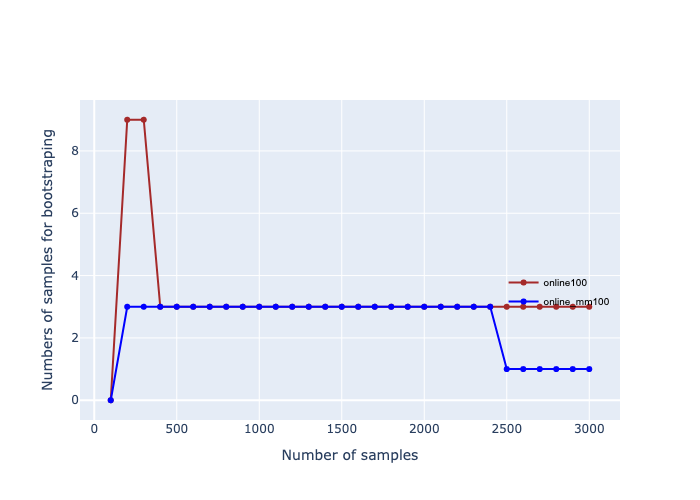 8
6
4
2
0
Numbers of samples for bootstraping
online100
online_mm100
0 500 1000 1500 2000 2500 3000
Number of samples